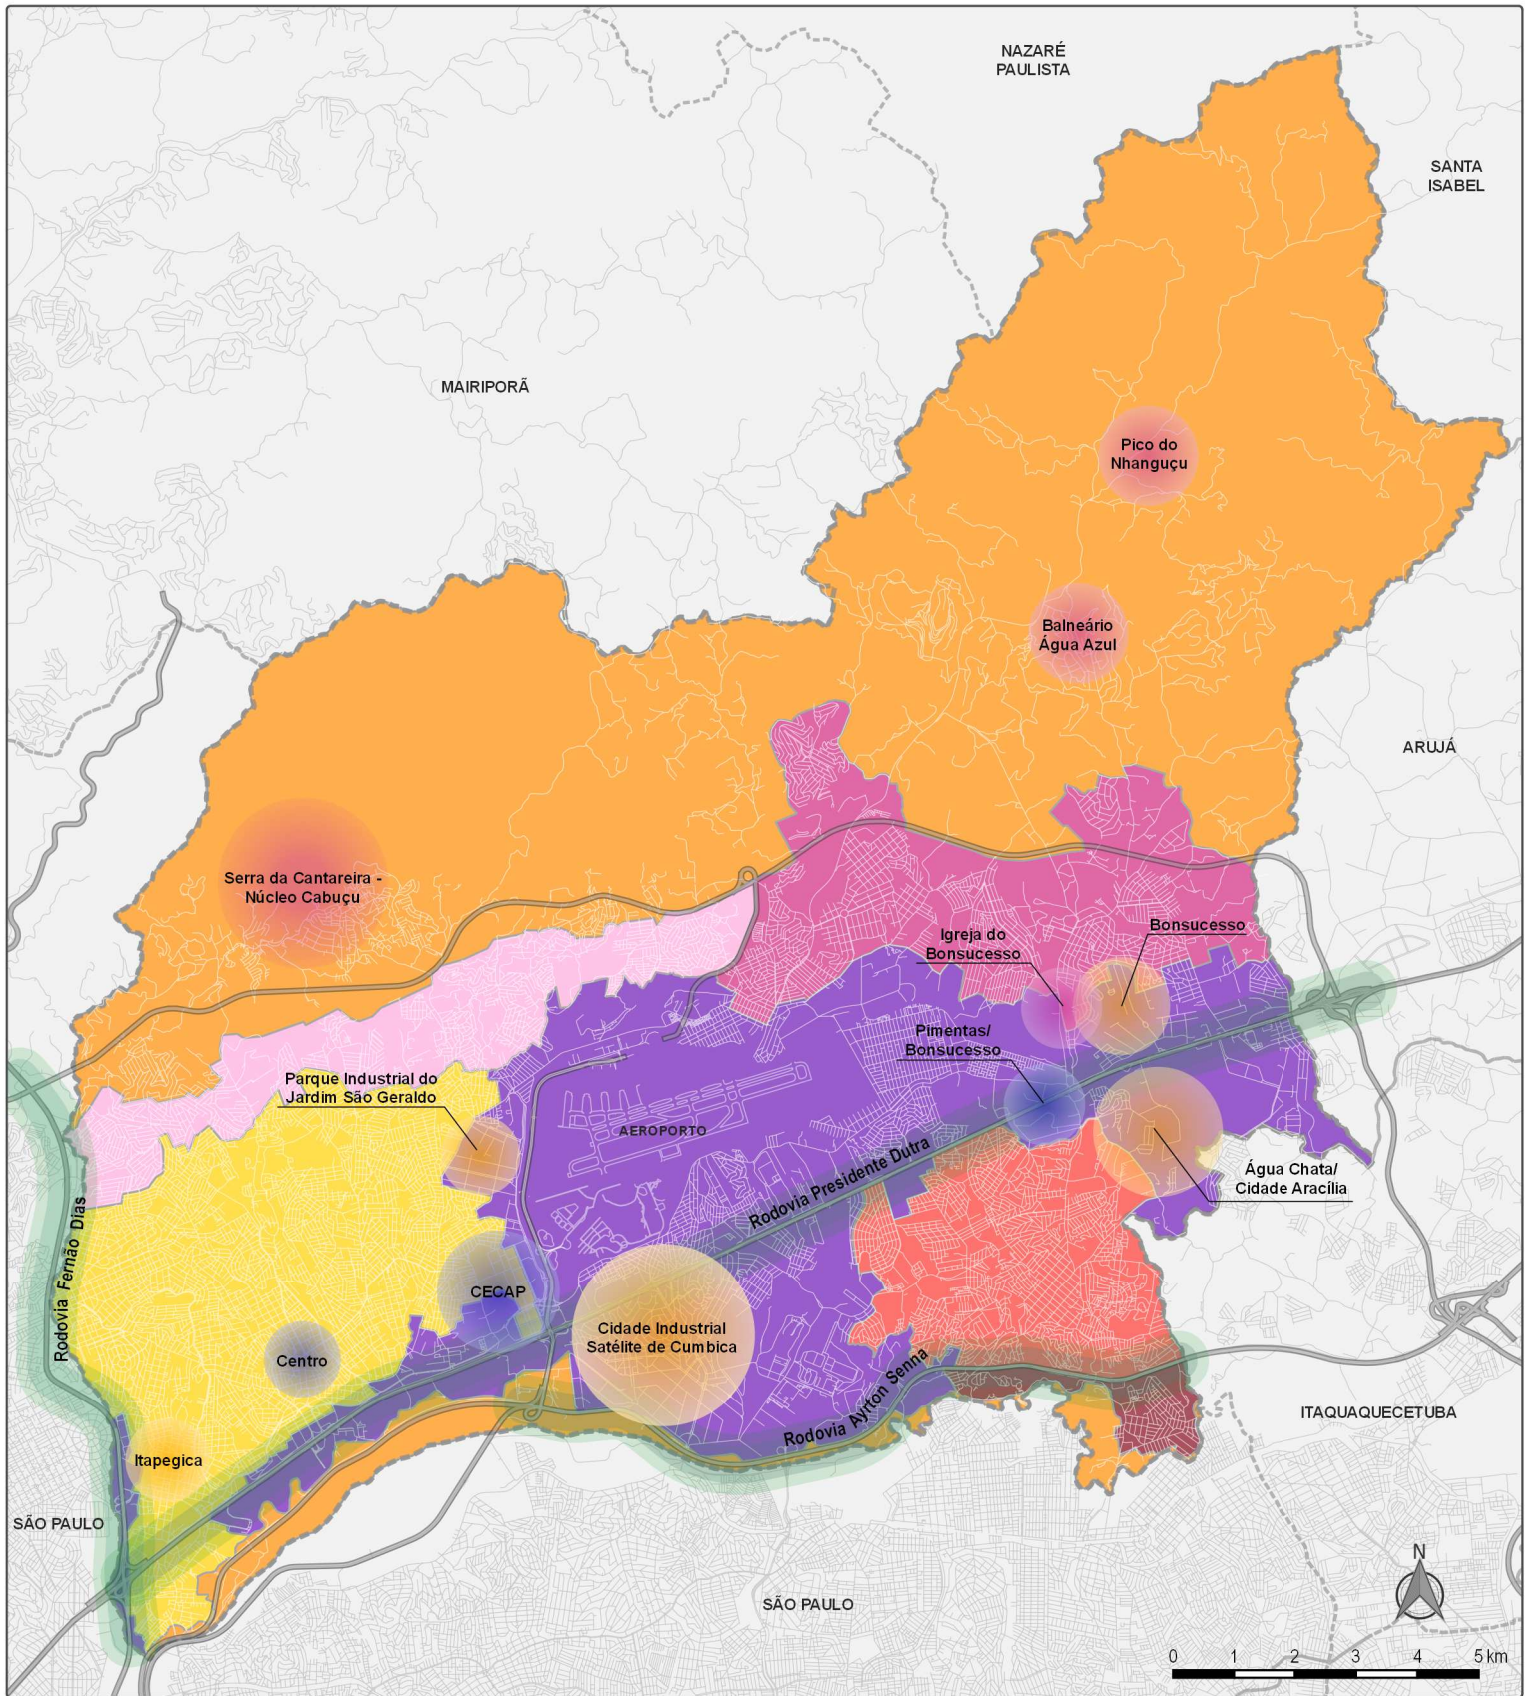 NAZARÉ
PAULISTA
SANTA
ISABEL
MAIRIPORÃ
Pico do
Nhanguçu
Balneário
Água Azul
ARUJÁ
Serra da Cantareira -
Núcleo Cabuçu
Bonsucesso
Igreja do
Bonsucesso
Pimentas/
Bonsucesso
Parque Industrial do
Jardim São Geraldo
AEROPORTO
Rodovia Presidente Dutra
Água Chata/
Cidade Aracília
Rodovia Fernão Dias
CECAP
Cidade Industrial
Satélite de Cumbica
Centro
Rodovia Ayrton Senna
ITAQUAQUECETUBA
Itapegica
SÃO PAULO
SÃO PAULO
N
0 1 2 3 4 5 km